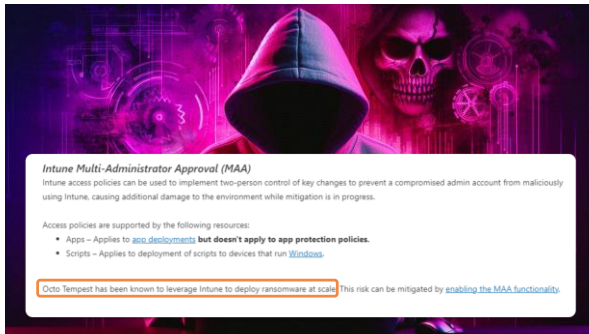 Intune Multi-Administrator Approval (MAA)
Intune access policies can be used to implement two-person control of key changes to prevent a compromised admin account from maliciously
using Intune, causing additional damage to the environment while mitigation is in progress.
Access policies are supported by the following resources:
• Apps – Applies to app deployments but doesn't apply to app protection policies.
• Scripts – Applies to deployment of scripts to devices that run Windows.
Octo Tempest has been known to leverage Intune to deploy ransomware at scale. This risk can be mitigated by enabling the MAA functionality.